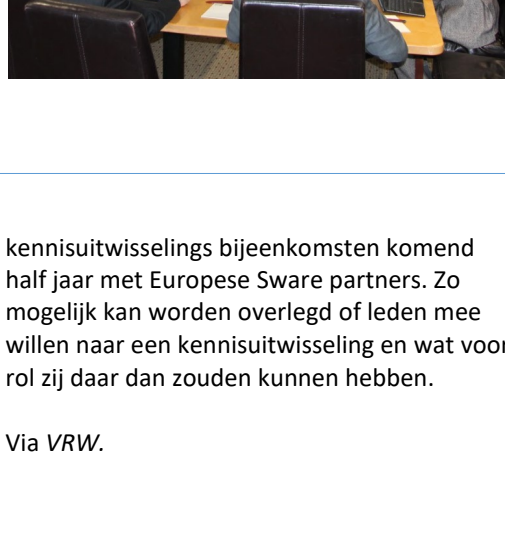 kennisuitwisselings bijeenkomsten komend
half jaar met Europese Sware partners. Zo
mogelijk kan worden overlegd of leden mee
willen naar een kennisuitwisseling en wat voor
rol zij daar dan zouden kunnen hebben.
Via VRW.